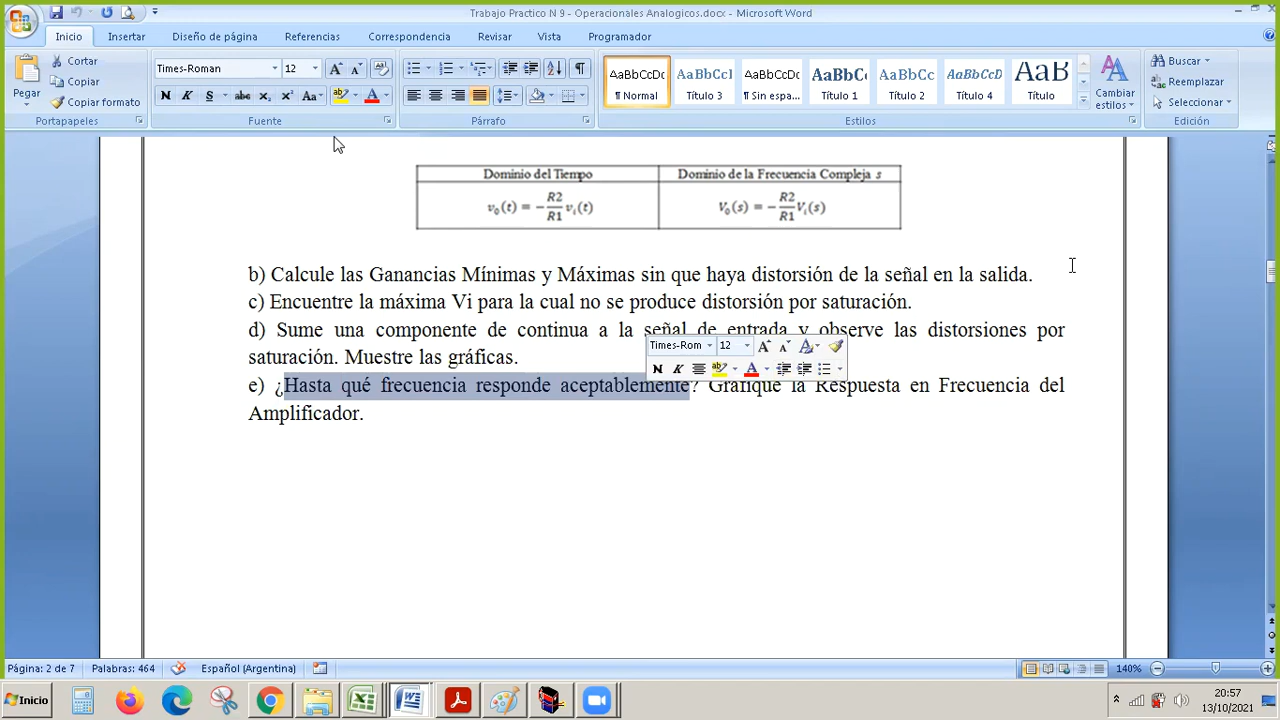 Trabajo Practico N 9 - Operacionales Analogicos.docx - Microsoft Word
Inicio Insertar Diseño de página Referencias Correspondencia Revisar Vista Programador
Pegar
Cortar
Copiar
Copiar formato
Portapapeles
Times-Roman 12
N K S abc x₂ x² Aa
Fuente
Párrafo
AaBbCcDc AaBbCcI AaBbCcDc AaBbC AaBbCc AaBbCcD AaB
¶ Normal Título 3 ¶ Sin espa... Título 1 Título 2 Título 4 Título
Cambiar estilos
Estilos
Buscar
Reemplazar
Seleccionar
Edición
Dominio del Tiempo Dominio de la Frecuencia Compleja s
v₀(t) = −R2/R1 vᵢ(t) V₀(s) = −R2/R1 Vᵢ(s)
b) Calcule las Ganancias Mínimas y Máximas sin que haya distorsión de la señal en la salida.
c) Encuentre la máxima Vi para la cual no se produce distorsión por saturación.
d) Sume una componente de continua a la señal de entrada y observe las distorsiones por
saturación. Muestre las gráficas.
Times-Rom 12
N K
e) ¿Hasta qué frecuencia responde aceptablemente? Grafique la Respuesta en Frecuencia del
Amplificador.
Página: 2 de 7 Palabras: 464 Español (Argentina) 140%
Inicio
20:57
13/10/2021